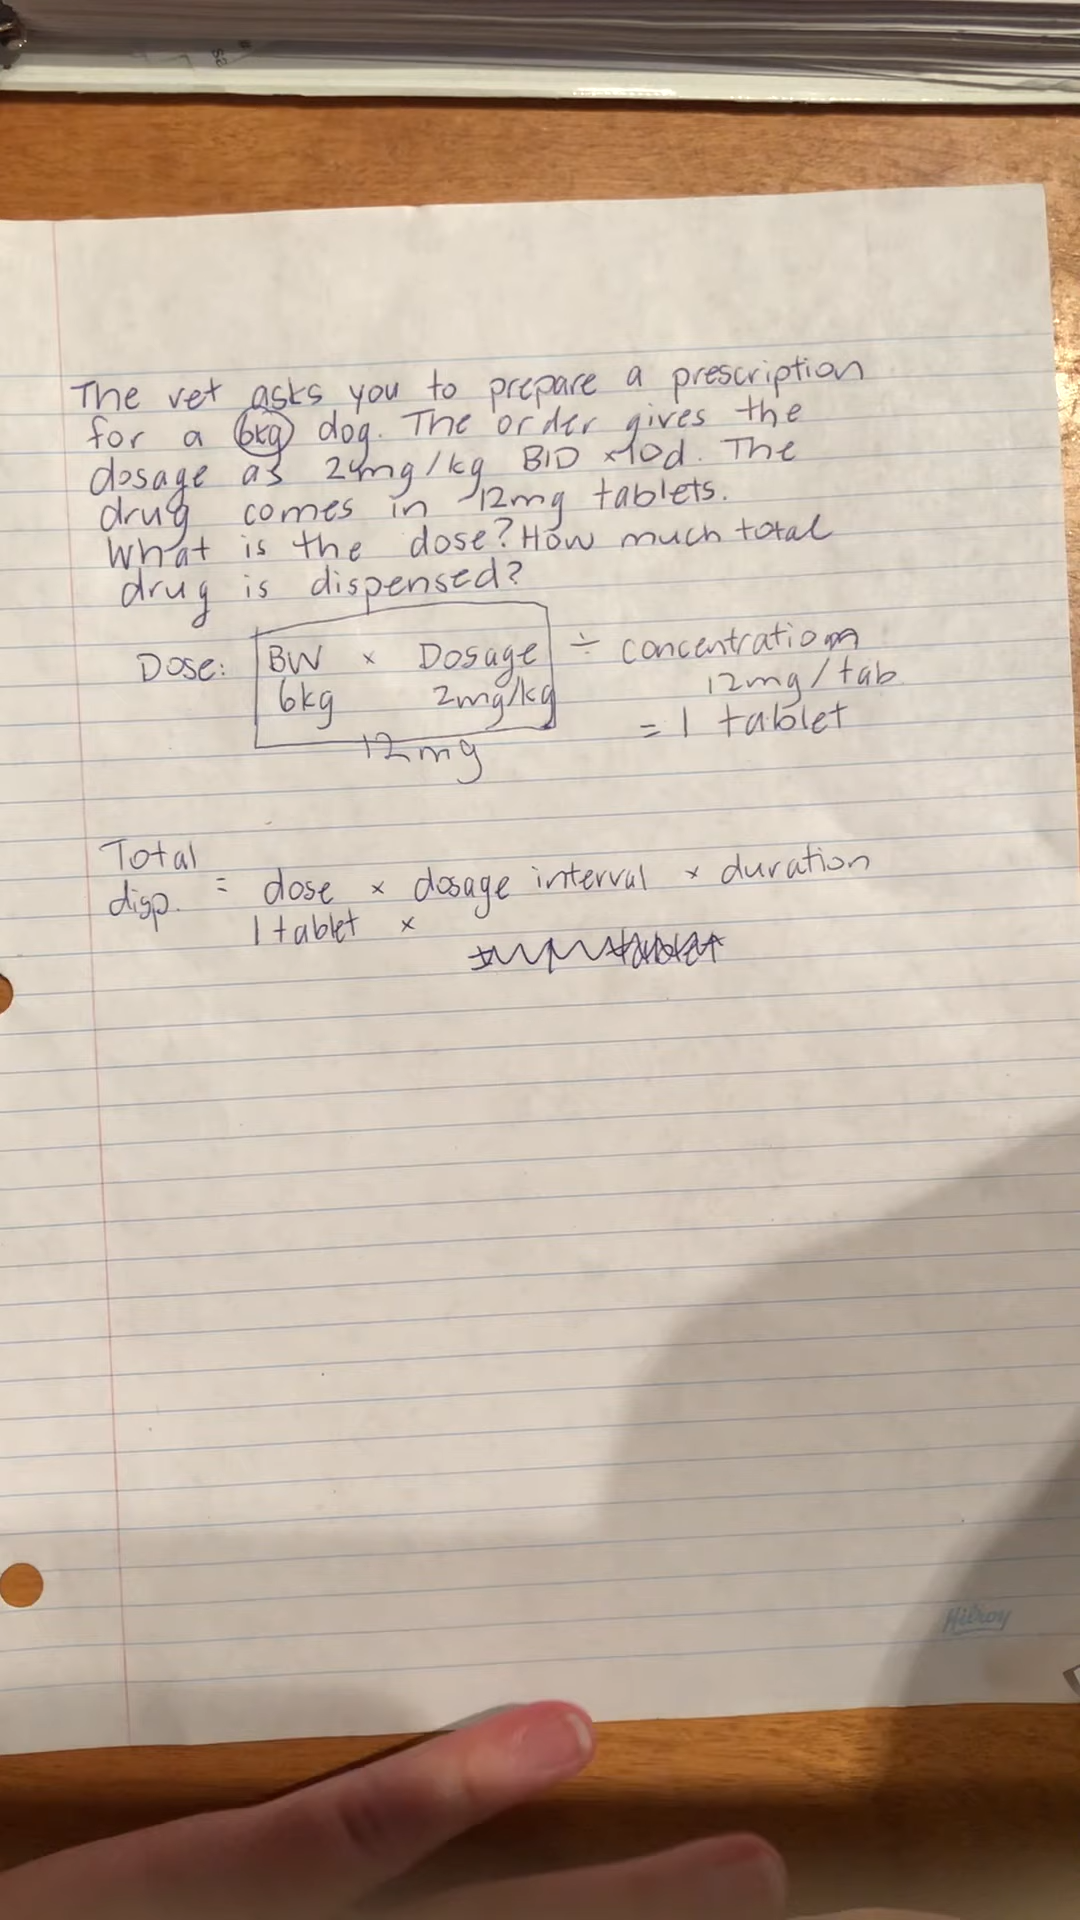 The vet asks you to prepare a prescription
for a 6kg dog. The order gives the
dosage as 2mg/kg BID x10d. The
drug comes in 12mg tablets.
What is the dose? How much total
drug is dispensed?
Dose: BW x Dosage ÷ concentration
6kg 2mg/kg 12mg/tab
12mg = 1 tablet
Total
disp. = dose x dosage interval x duration
1 tablet x
Hilroy